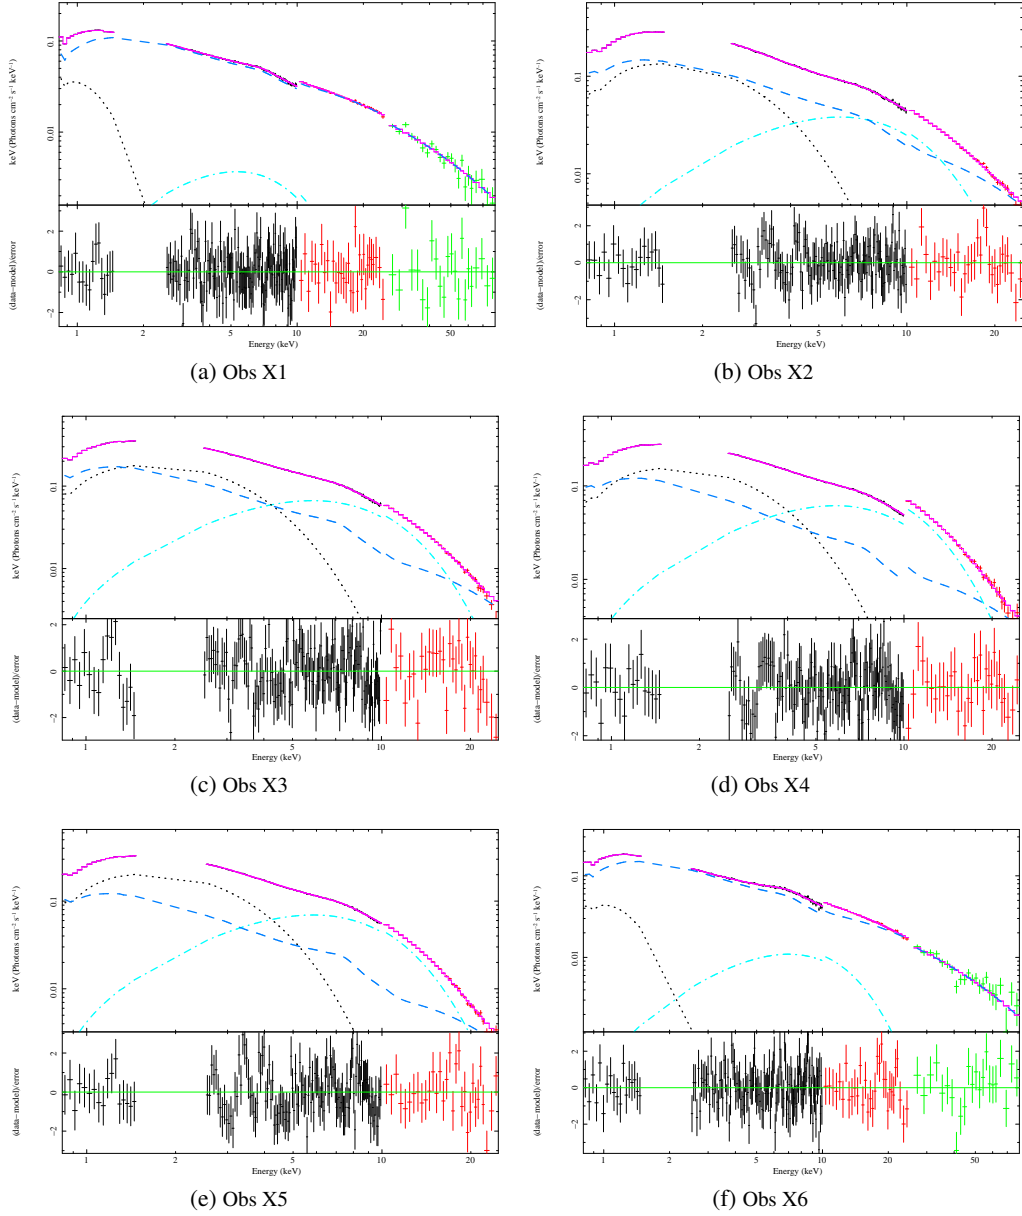 keV (Photons cm⁻² s⁻¹ keV⁻¹)
0.1
0.01
(data−model)/error
2
0
−2
1 2 5 10 20 50
Energy (keV)
(a) Obs X1
keV (Photons cm⁻² s⁻¹ keV⁻¹)
0.1
0.01
(data−model)/error
2
0
−2
1 2 5 10 20
Energy (keV)
(b) Obs X2
keV (Photons cm⁻² s⁻¹ keV⁻¹)
0.1
0.01
(data−model)/error
2
0
−2
1 2 5 10 20
Energy (keV)
(c) Obs X3
keV (Photons cm⁻² s⁻¹ keV⁻¹)
0.1
0.01
(data−model)/error
2
0
−2
1 2 5 10 20
Energy (keV)
(d) Obs X4
keV (Photons cm⁻² s⁻¹ keV⁻¹)
0.1
0.01
(data−model)/error
2
0
−2
1 2 5 10 20
Energy (keV)
(e) Obs X5
keV (Photons cm⁻² s⁻¹ keV⁻¹)
0.1
0.01
(data−model)/error
2
0
−2
1 2 5 10 20 50
Energy (keV)
(f) Obs X6